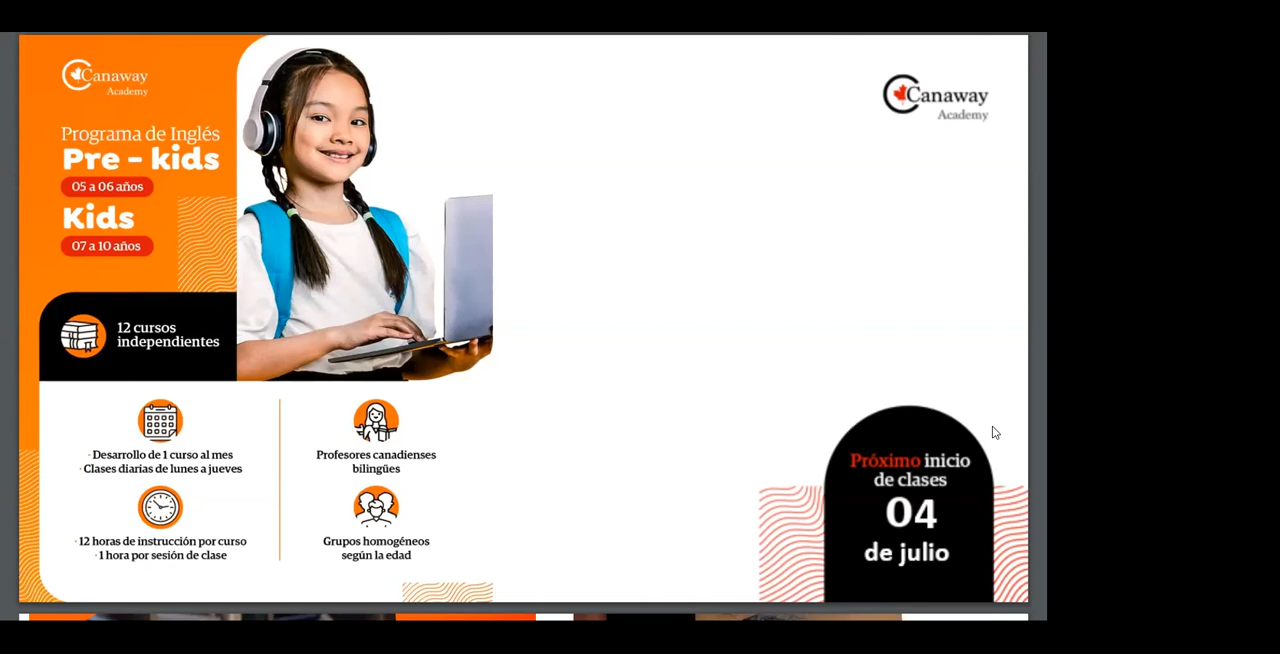 Canaway
Academy
Programa de Inglés
Pre - kids
05 a 06 años
Kids
07 a 10 años
12 cursos
independientes
· Desarrollo de 1 curso al mes
· Clases diarias de lunes a jueves
Profesores canadienses
bílingües
· 12 horas de instrucción por curso
· 1 hora por sesión de clase
Grupos homogéneos
según la edad
Canaway
Academy
Próximo inicio
de clases
04
de julio